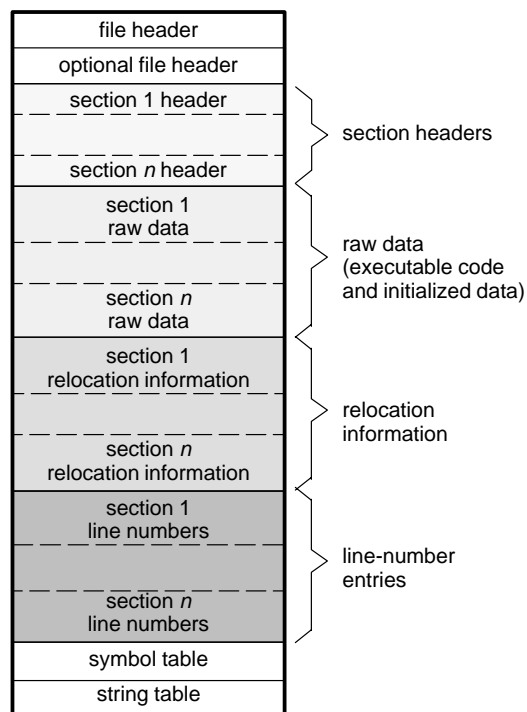 file header
optional file header
section 1 header
section n header
section headers
section 1
raw data
section n
raw data
raw data
(executable code
and initialized data)
section 1
relocation information
section n
relocation information
relocation
information
section 1
line numbers
section n
line numbers
line-number
entries
symbol table
string table